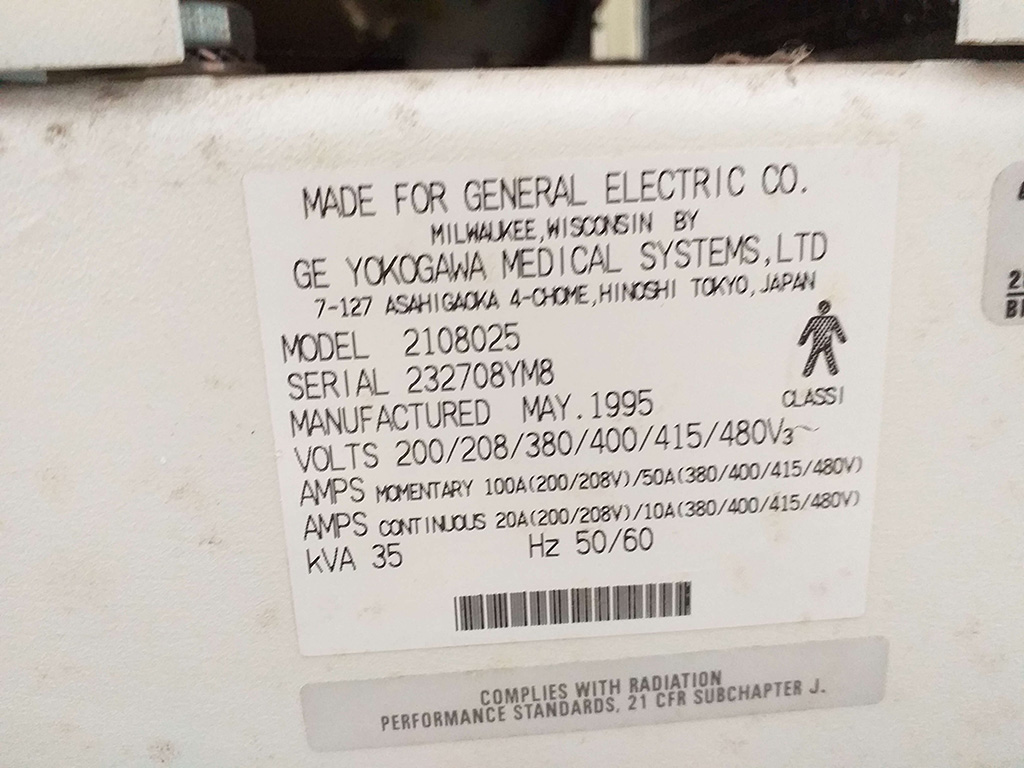 MADE FOR GENERAL ELECTRIC CO.
MILWAUKEE,WISCONSIN BY
GE YOKOGAWA MEDICAL SYSTEMS,LTD
7-127 ASAHIGAOKA 4-CHOME,HINOSHI TOKYO,JAPAN
MODEL 2108025
SERIAL 232708YM8
CLASSI
MANUFACTURED MAY.1995
VOLTS 200/208/380/400/415/480V3~
AMPS MOMENTARY 100A(200/208V)/50A(380/400/415/480V)
AMPS CONTINUOUS 20A(200/208V)/10A(380/400/415/480V)
kVA 35 Hz 50/60
COMPLIES WITH RADIATION
PERFORMANCE STANDARDS, 21 CFR SUBCHAPTER J.